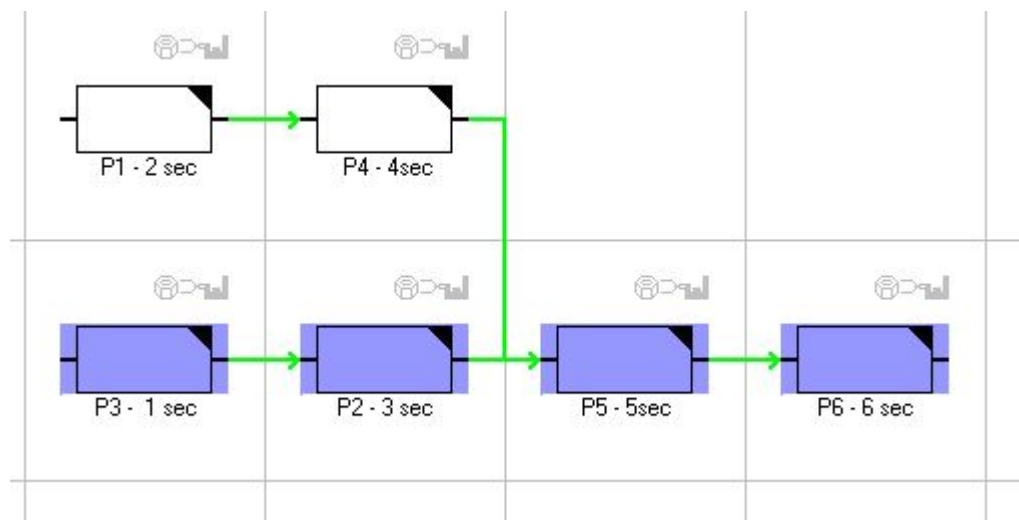 P1 - 2 sec
P4 - 4sec
P3 - 1 sec
P2 - 3 sec
P5 - 5sec
P6 - 6 sec